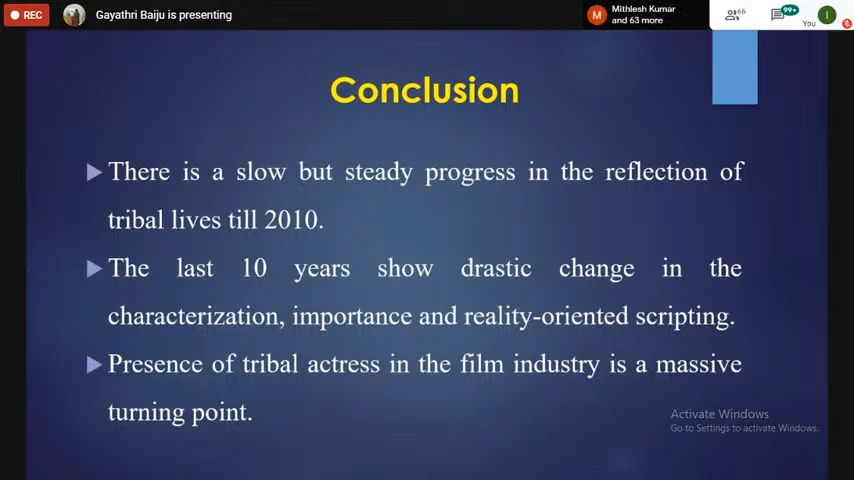 REC
Gayathri Baiju is presenting
M
Mithlesh Kumar
and 63 more
66
99+
You
I
Conclusion
There is a slow but steady progress in the reflection of
tribal lives till 2010.
The last 10 years show drastic change in the
characterization, importance and reality-oriented scripting.
Presence of tribal actress in the film industry is a massive
turning point.
Activate Windows
Go to Settings to activate Windows.